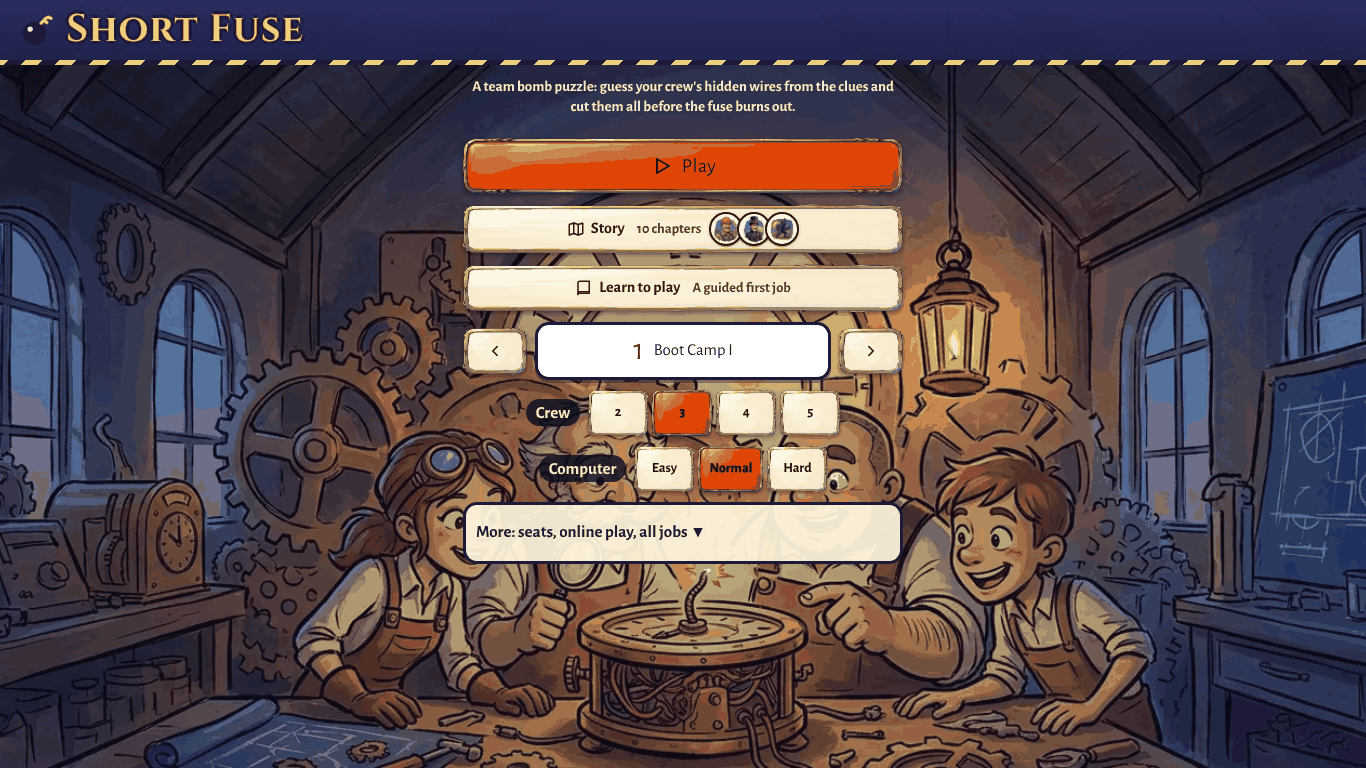 Short Fuse
A team bomb puzzle: guess your crew's hidden wires from the clues and
cut them all before the fuse burns out.
Play
Story 10 chapters
Learn to play A guided first job
1 Boot Camp I
Crew 2 3 4 5
Computer Easy Normal Hard
More: seats, online play, all jobs ▼